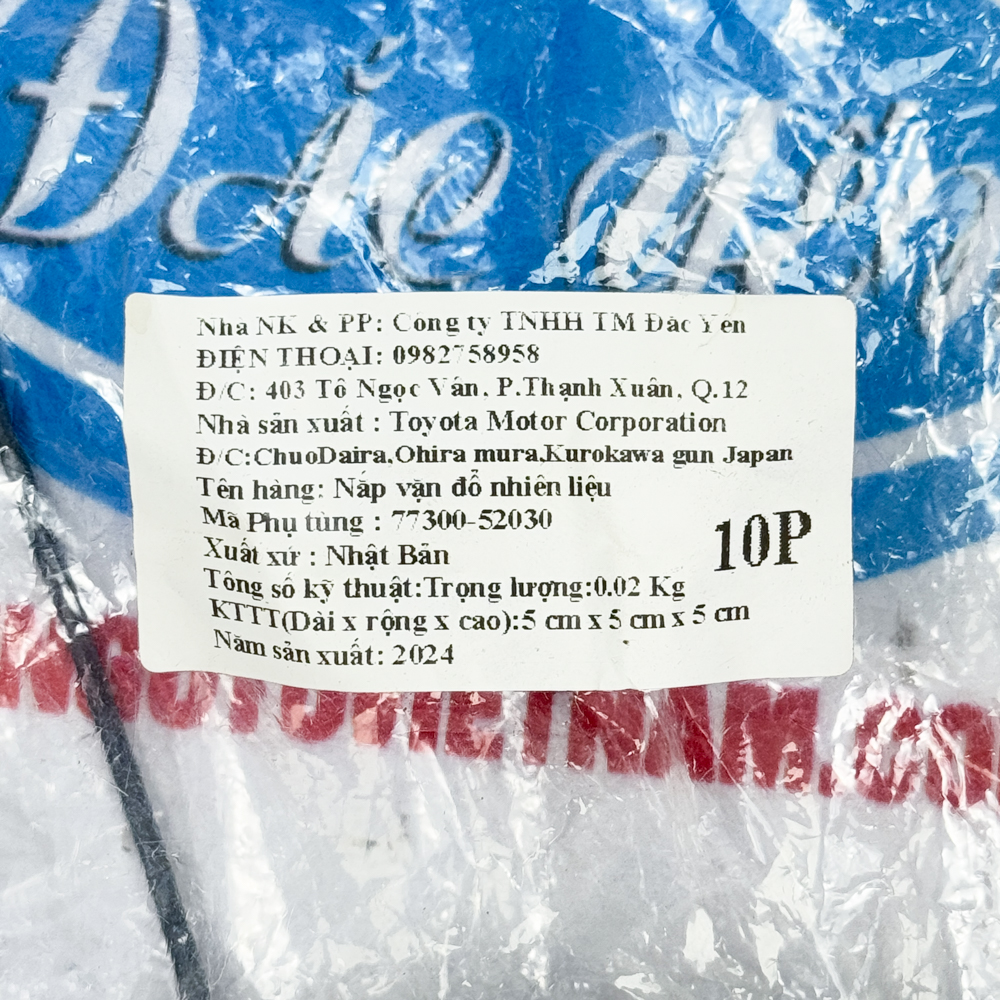 Đắc Yên
Nhà NK & PP: Công ty TNHH TM Đắc Yên
ĐIỆN THOẠI: 0982758958
Đ/C: 403 Tô Ngọc Vân, P.Thạnh Xuân, Q.12
Nhà sản xuất : Toyota Motor Corporation
Đ/C:ChuoDaira,Ohira mura,Kurokawa gun Japan
Tên hàng: Nắp vặn đổ nhiên liệu
Mã Phụ tùng : 77300-52030
10P
Xuất xứ : Nhật Bản
Tông số kỹ thuật:Trọng lượng:0.02 Kg
KTTT(Dài x rộng x cao):5 cm x 5 cm x 5 cm
Năm sản xuất: 2024